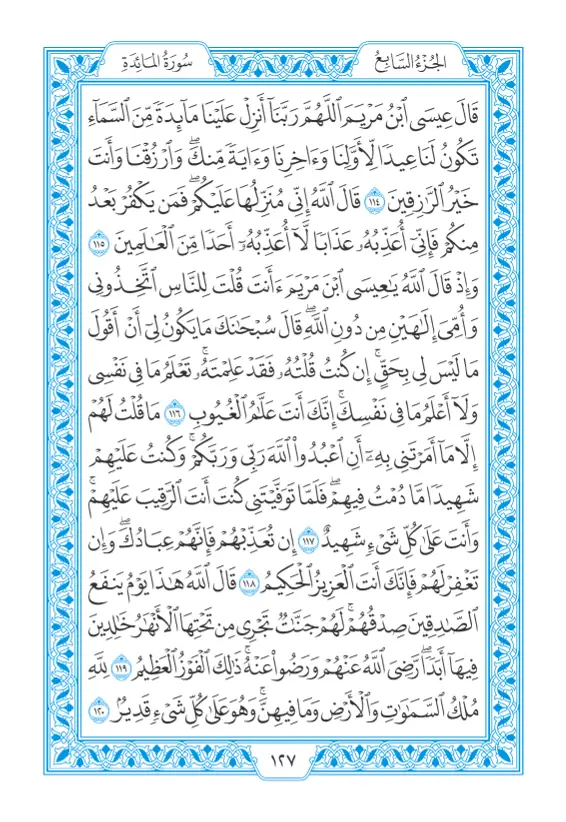 الجُزْءُ السَّابِعُ
سُورَةُ المَائِدَةِ
قَالَ عِيسَى ٱبْنُ مَرْيَمَ ٱللَّهُمَّ رَبَّنَآ أَنزِلْ عَلَيْنَا مَآئِدَةً مِّنَ ٱلسَّمَآءِ
تَكُونُ لَنَا عِيدًا لِّأَوَّلِنَا وَءَاخِرِنَا وَءَايَةً مِّنكَۖ وَٱرْزُقْنَا وَأَنتَ
خَيْرُ ٱلرَّٰزِقِينَ ١١٤ قَالَ ٱللَّهُ إِنِّي مُنَزِّلُهَا عَلَيْكُمْۖ فَمَن يَكْفُرْ بَعْدُ
مِنكُمْ فَإِنِّيٓ أُعَذِّبُهُۥ عَذَابًا لَّآ أُعَذِّبُهُۥٓ أَحَدًا مِّنَ ٱلْعَٰلَمِينَ ١١٥
وَإِذْ قَالَ ٱللَّهُ يَٰعِيسَى ٱبْنَ مَرْيَمَ ءَأَنتَ قُلْتَ لِلنَّاسِ ٱتَّخِذُونِي
وَأُمِّيَ إِلَٰهَيْنِ مِن دُونِ ٱللَّهِۖ قَالَ سُبْحَٰنَكَ مَا يَكُونُ لِيٓ أَنْ أَقُولَ
مَا لَيْسَ لِي بِحَقٍّۚ إِن كُنتُ قُلْتُهُۥ فَقَدْ عَلِمْتَهُۥۚ تَعْلَمُ مَا فِي نَفْسِي
وَلَآ أَعْلَمُ مَا فِي نَفْسِكَۚ إِنَّكَ أَنتَ عَلَّٰمُ ٱلْغُيُوبِ ١١٦ مَا قُلْتُ لَهُمْ
إِلَّا مَآ أَمَرْتَنِي بِهِۦٓ أَنِ ٱعْبُدُوا۟ ٱللَّهَ رَبِّي وَرَبَّكُمْۚ وَكُنتُ عَلَيْهِمْ
شَهِيدًا مَّا دُمْتُ فِيهِمْۖ فَلَمَّا تَوَفَّيْتَنِي كُنتَ أَنتَ ٱلرَّقِيبَ عَلَيْهِمْۚ
وَأَنتَ عَلَىٰ كُلِّ شَيْءٍ شَهِيدٌ ١١٧ إِن تُعَذِّبْهُمْ فَإِنَّهُمْ عِبَادُكَۖ وَإِن
تَغْفِرْ لَهُمْ فَإِنَّكَ أَنتَ ٱلْعَزِيزُ ٱلْحَكِيمُ ١١٨ قَالَ ٱللَّهُ هَٰذَا يَوْمُ يَنفَعُ
ٱلصَّٰدِقِينَ صِدْقُهُمْۚ لَهُمْ جَنَّٰتٌ تَجْرِي مِن تَحْتِهَا ٱلْأَنْهَٰرُ خَٰلِدِينَ
فِيهَآ أَبَدًاۖ رَّضِيَ ٱللَّهُ عَنْهُمْ وَرَضُوا۟ عَنْهُۚ ذَٰلِكَ ٱلْفَوْزُ ٱلْعَظِيمُ ١١٩ لِلَّهِ
مُلْكُ ٱلسَّمَٰوَٰتِ وَٱلْأَرْضِ وَمَا فِيهِنَّۚ وَهُوَ عَلَىٰ كُلِّ شَيْءٍ قَدِيرٌۢ ١٢٠
١٢٧